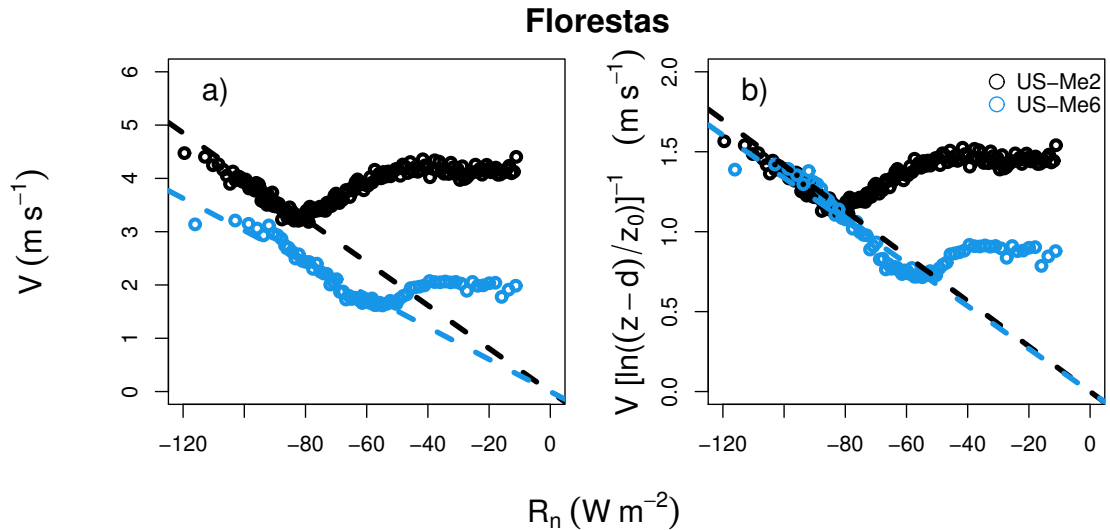 Florestas
a)
V (m s⁻¹)
0 1 2 3 4 5 6
−120 −100 −80 −60 −40 −20 0
b)
US−Me2
US−Me6
V [ln((z − d)/z₀)]⁻¹ (m s⁻¹)
0.0 0.5 1.0 1.5 2.0
−120 −80 −60 −40 −20 0
Rₙ (W m⁻²)